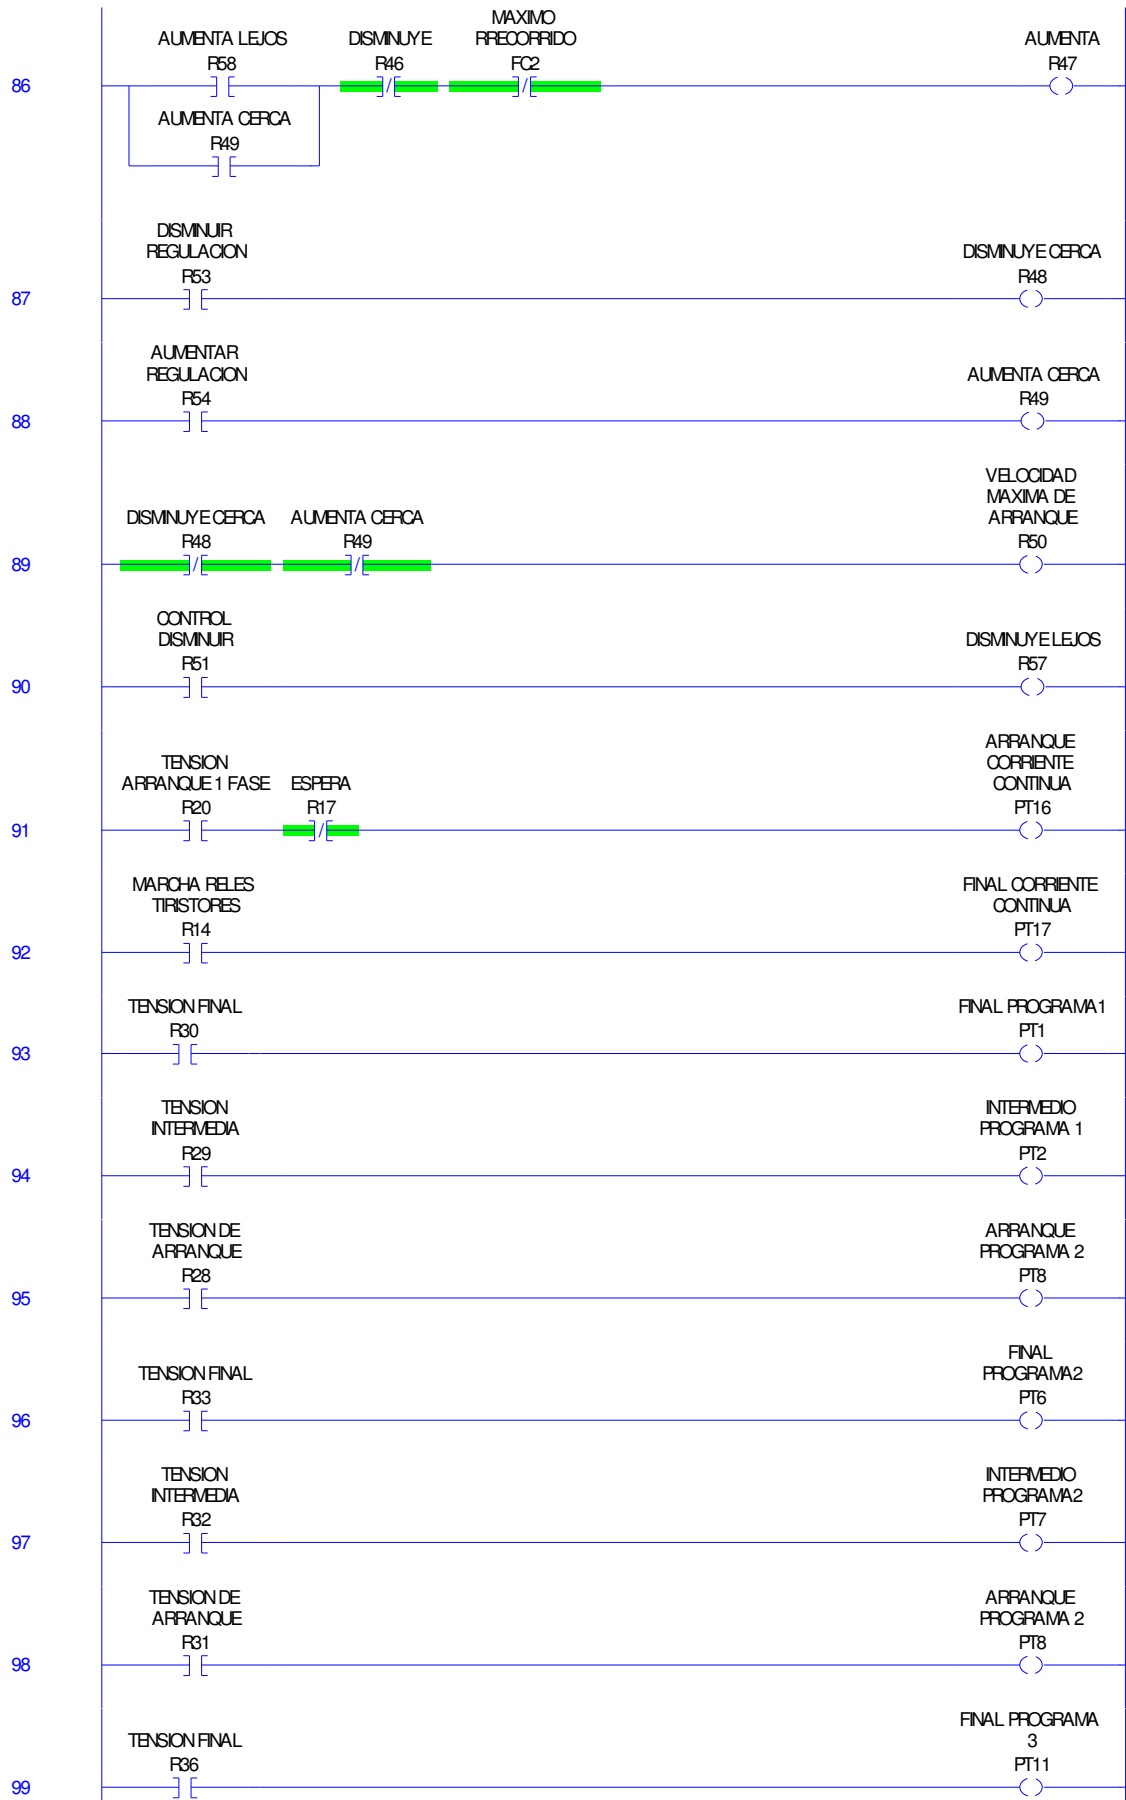 MAXIMO
AUMENTA LEJOS DISMINUYE RRECORRIDO AUMENTA
R58 R46 FC2 R47
86
AUMENTA CERCA
R49
DISMINUIR
REGULACION DISMINUYE CERCA
R53 R48
87
AUMENTAR
REGULACION AUMENTA CERCA
R54 R49
88
VELOCIDAD
MAXIMA DE
DISMINUYE CERCA AUMENTA CERCA ARRANQUE
R48 R49 R50
89
CONTROL
DISMINUIR DISMINUYE LEJOS
R51 R57
90
ARRANQUE
TENSION CORRIENTE
ARRANQUE 1 FASE ESPERA CONTINUA
R20 R17 PT16
91
MARCHA RELES FINAL CORRIENTE
TIRISTORES CONTINUA
R14 PT17
92
TENSION FINAL FINAL PROGRAMA1
R30 PT1
93
TENSION INTERMEDIO
INTERMEDIA PROGRAMA 1
R29 PT2
94
TENSION DE ARRANQUE
ARRANQUE PROGRAMA 2
R28 PT8
95
FINAL
TENSION FINAL PROGRAMA2
R33 PT6
96
TENSION INTERMEDIO
INTERMEDIA PROGRAMA2
R32 PT7
97
TENSION DE ARRANQUE
ARRANQUE PROGRAMA 2
R31 PT8
98
FINAL PROGRAMA
TENSION FINAL 3
R36 PT11
99